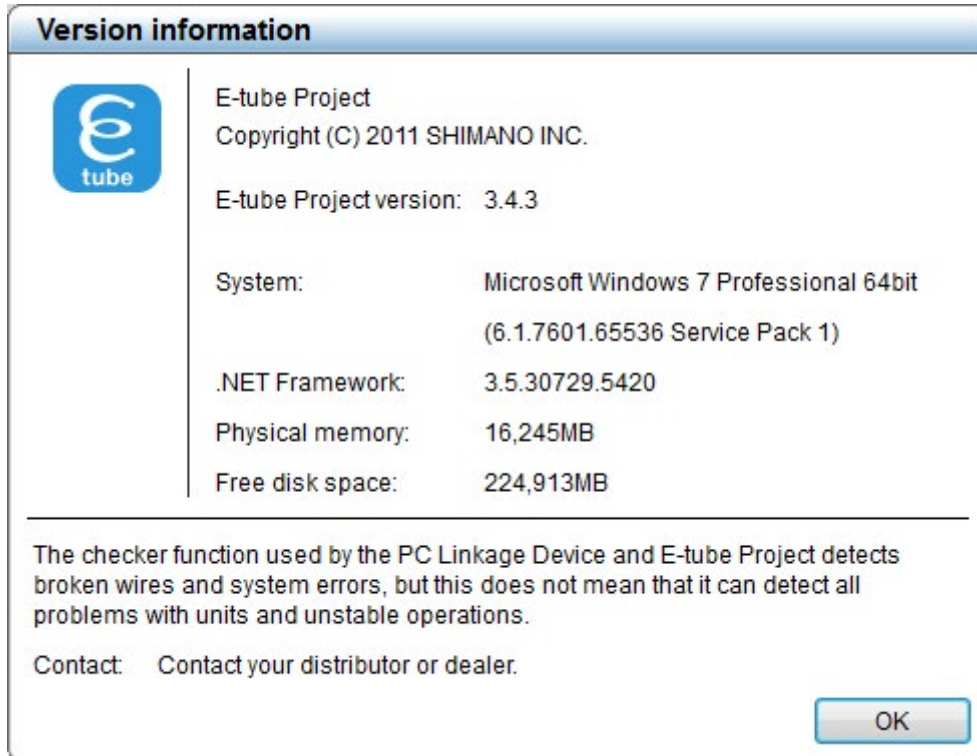 Version information
E
tube
E-tube Project
Copyright (C) 2011 SHIMANO INC.
E-tube Project version: 3.4.3
System: Microsoft Windows 7 Professional 64bit
(6.1.7601.65536 Service Pack 1)
.NET Framework: 3.5.30729.5420
Physical memory: 16,245MB
Free disk space: 224,913MB
The checker function used by the PC Linkage Device and E-tube Project detects
broken wires and system errors, but this does not mean that it can detect all
problems with units and unstable operations.
Contact: Contact your distributor or dealer.
OK